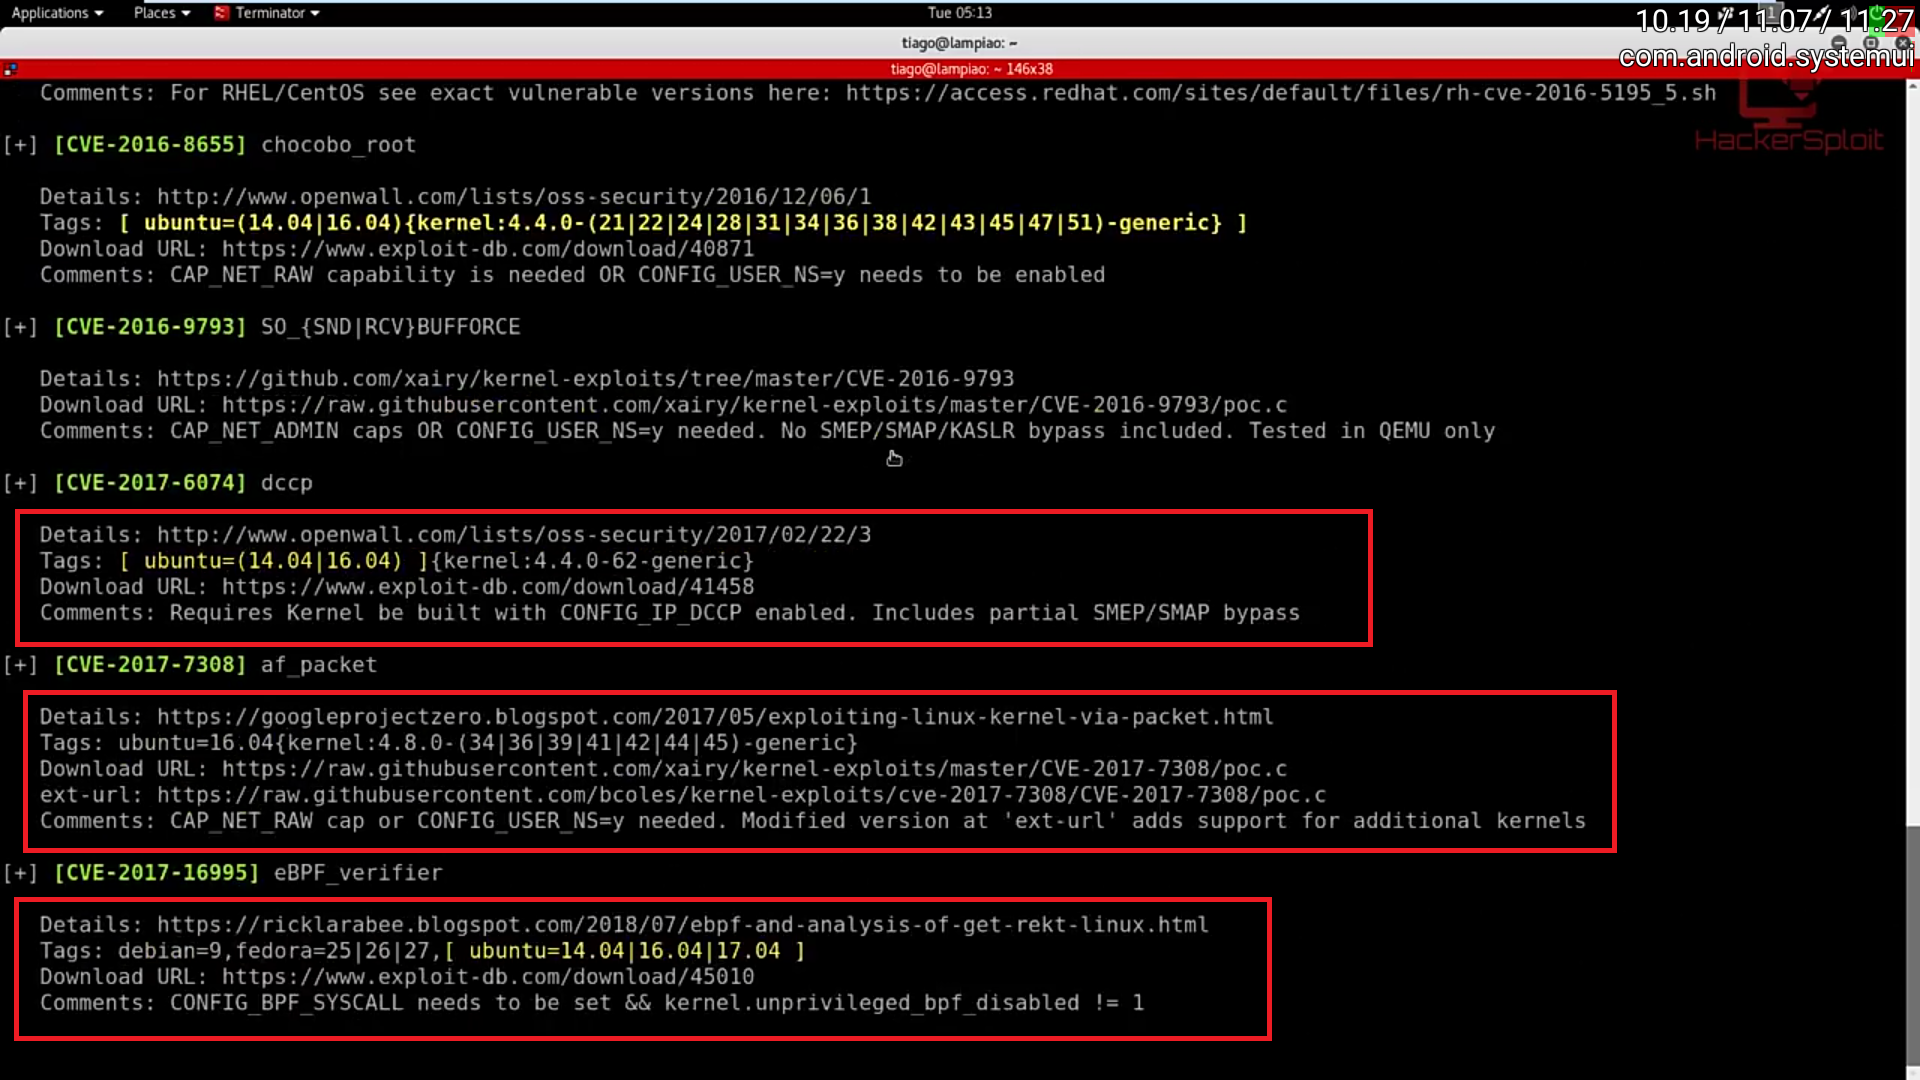 Applications ▾ Places ▾ Terminator ▾ Tue 05:13 1
10.19 / 11.07 / 11.27
tiago@lampiao: ~
com.android.systemui
tiago@lampiao: ~ 146x38
Comments: For RHEL/CentOS see exact vulnerable versions here: https://access.redhat.com/sites/default/files/rh-cve-2016-5195_5.sh
HackerSploit
[+] [CVE-2016-8655] chocobo_root
Details: http://www.openwall.com/lists/oss-security/2016/12/06/1
Tags: [ ubuntu=(14.04|16.04){kernel:4.4.0-(21|22|24|28|31|34|36|38|42|43|45|47|51)-generic} ]
Download URL: https://www.exploit-db.com/download/40871
Comments: CAP_NET_RAW capability is needed OR CONFIG_USER_NS=y needs to be enabled
[+] [CVE-2016-9793] SO_{SND|RCV}BUFFORCE
Details: https://github.com/xairy/kernel-exploits/tree/master/CVE-2016-9793
Download URL: https://raw.githubusercontent.com/xairy/kernel-exploits/master/CVE-2016-9793/poc.c
Comments: CAP_NET_ADMIN caps OR CONFIG_USER_NS=y needed. No SMEP/SMAP/KASLR bypass included. Tested in QEMU only
[+] [CVE-2017-6074] dccp
Details: http://www.openwall.com/lists/oss-security/2017/02/22/3
Tags: [ ubuntu=(14.04|16.04) ]{kernel:4.4.0-62-generic}
Download URL: https://www.exploit-db.com/download/41458
Comments: Requires Kernel be built with CONFIG_IP_DCCP enabled. Includes partial SMEP/SMAP bypass
[+] [CVE-2017-7308] af_packet
Details: https://googleprojectzero.blogspot.com/2017/05/exploiting-linux-kernel-via-packet.html
Tags: ubuntu=16.04{kernel:4.8.0-(34|36|39|41|42|44|45)-generic}
Download URL: https://raw.githubusercontent.com/xairy/kernel-exploits/master/CVE-2017-7308/poc.c
ext-url: https://raw.githubusercontent.com/bcoles/kernel-exploits/cve-2017-7308/CVE-2017-7308/poc.c
Comments: CAP_NET_RAW cap or CONFIG_USER_NS=y needed. Modified version at 'ext-url' adds support for additional kernels
[+] [CVE-2017-16995] eBPF_verifier
Details: https://ricklarabee.blogspot.com/2018/07/ebpf-and-analysis-of-get-rekt-linux.html
Tags: debian=9,fedora=25|26|27,[ ubuntu=14.04|16.04|17.04 ]
Download URL: https://www.exploit-db.com/download/45010
Comments: CONFIG_BPF_SYSCALL needs to be set && kernel.unprivileged_bpf_disabled != 1